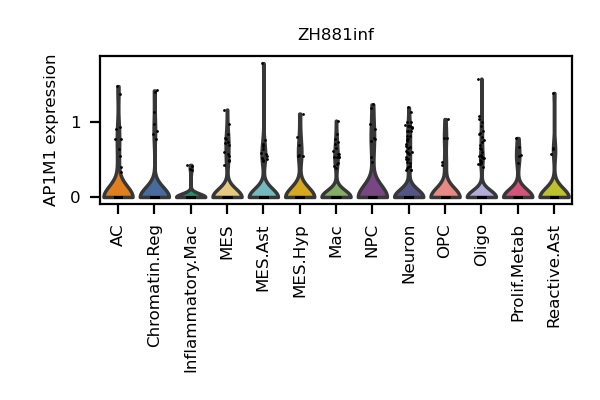 ZH881inf
AP1M1 expression
1
0
AC
Chromatin.Reg
Inflammatory.Mac
MES
MES.Ast
MES.Hyp
Mac
NPC
Neuron
OPC
Oligo
Prolif.Metab
Reactive.Ast